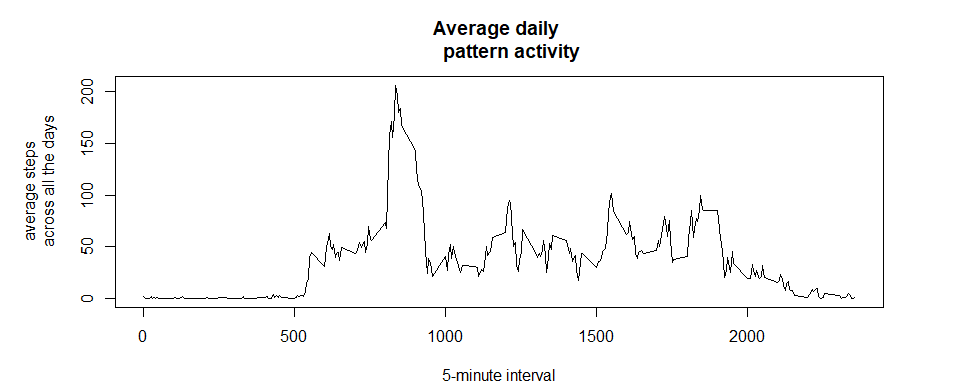 Average daily
pattern activity
average steps
across all the days
200
150
100
50
0
0 500 1000 1500 2000
5-minute interval